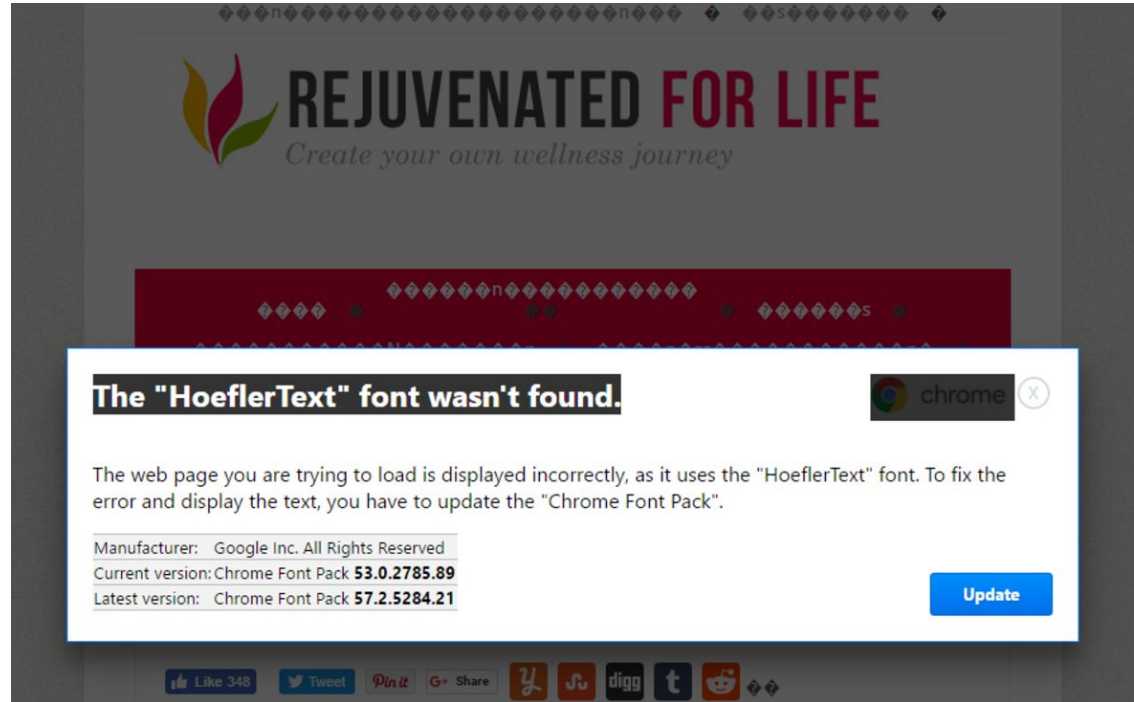 ���n����������������������n��� � ��s������� �
REJUVENATED FOR LIFE
Create your own wellness journey
������n������������
���� � �� � ������s �
The "HoeflerText" font wasn't found.
chrome
X
The web page you are trying to load is displayed incorrectly, as it uses the "HoeflerText" font. To fix the
error and display the text, you have to update the "Chrome Font Pack".
Manufacturer: Google Inc. All Rights Reserved
Current version: Chrome Font Pack 53.0.2785.89
Latest version: Chrome Font Pack 57.2.5284.21
Update
Like 348 Tweet Pin it G+ Share digg t ��